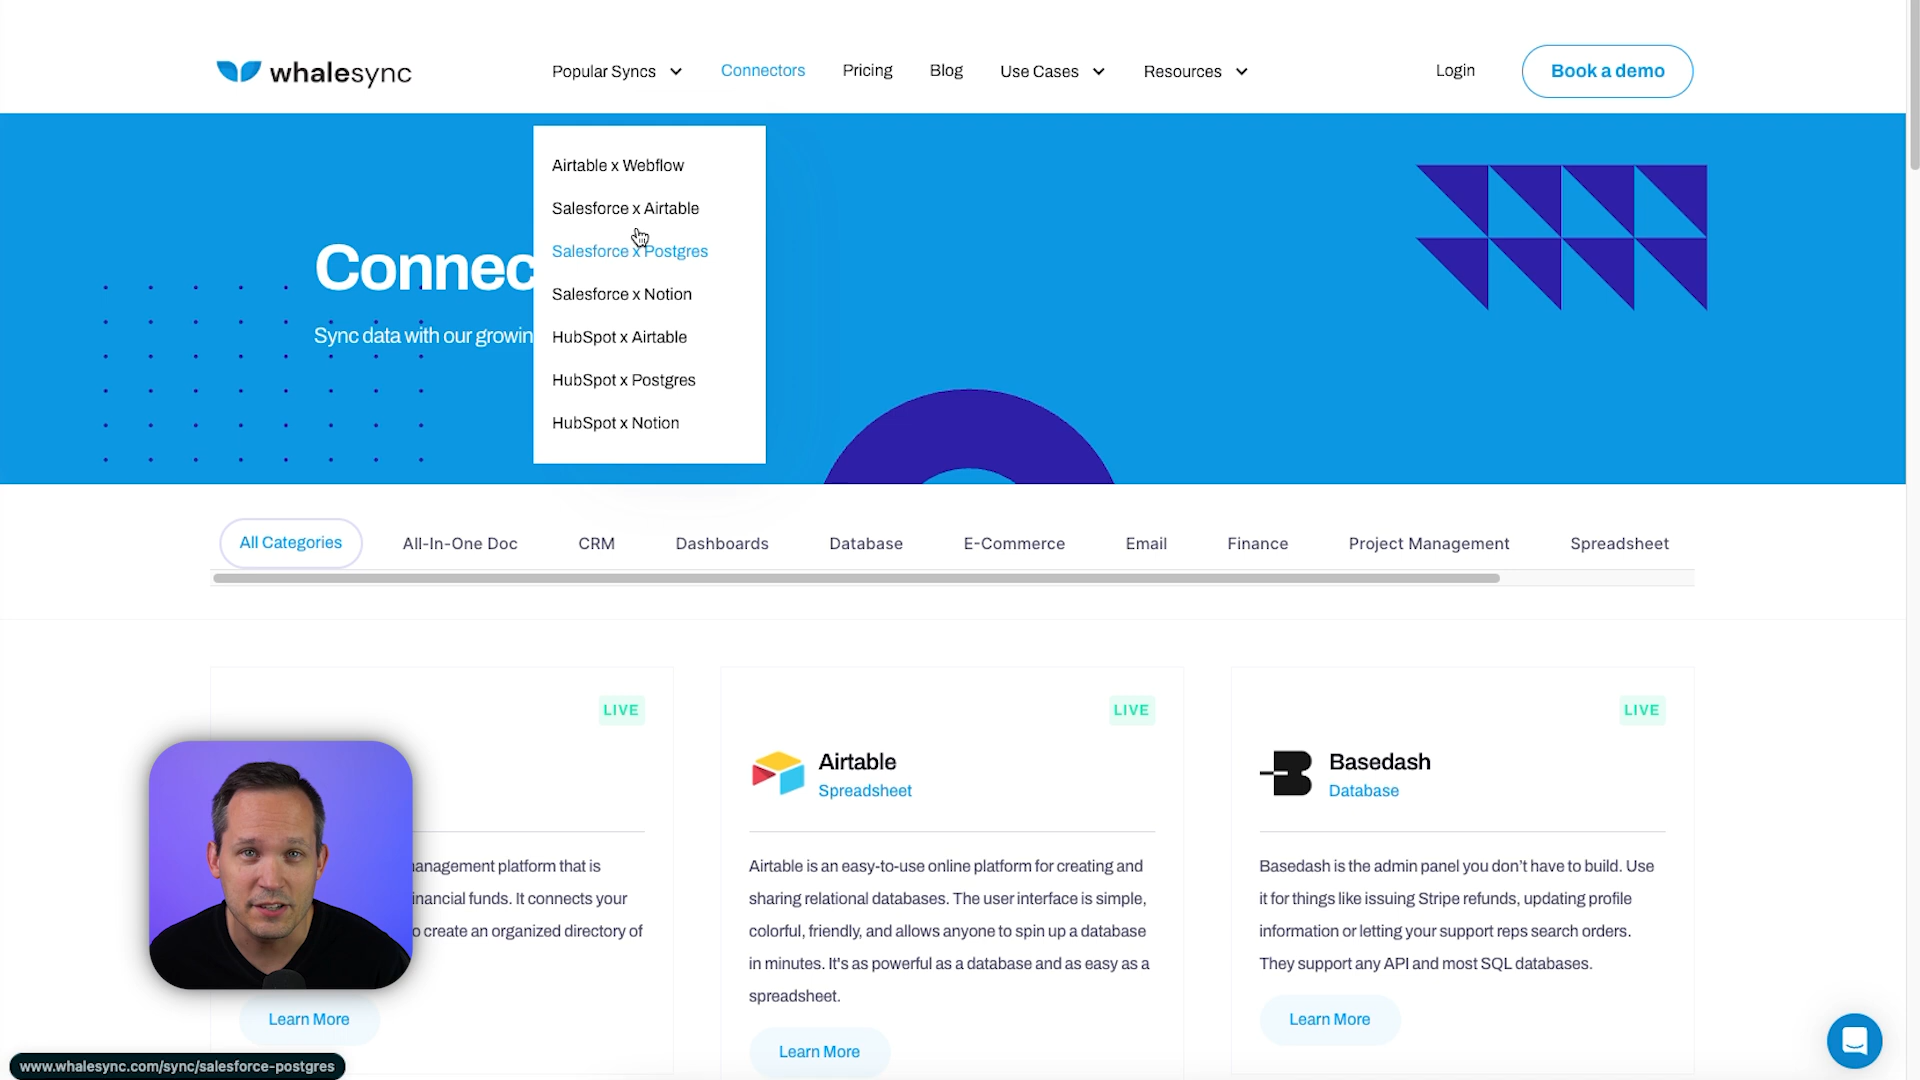 whalesync
Popular Syncs
Connectors
Pricing
Blog
Use Cases
Resources
Login
Book a demo
Airtable x Webflow
Salesforce x Airtable
Salesforce x Postgres
Salesforce x Notion
HubSpot x Airtable
HubSpot x Postgres
HubSpot x Notion
Connec
Sync data with our growin
All Categories
All-In-One Doc
CRM
Dashboards
Database
E-Commerce
Email
Finance
Project Management
Spreadsheet
LIVE
anagement platform that is
inancial funds. It connects your
o create an organized directory of
Learn More
LIVE
Airtable
Spreadsheet
Airtable is an easy-to-use online platform for creating and
sharing relational databases. The user interface is simple,
colorful, friendly, and allows anyone to spin up a database
in minutes. It's as powerful as a database and as easy as a
spreadsheet.
Learn More
LIVE
Basedash
Database
Basedash is the admin panel you don’t have to build. Use
it for things like issuing Stripe refunds, updating profile
information or letting your support reps search orders.
They support any API and most SQL databases.
Learn More
www.whalesync.com/sync/salesforce-postgres